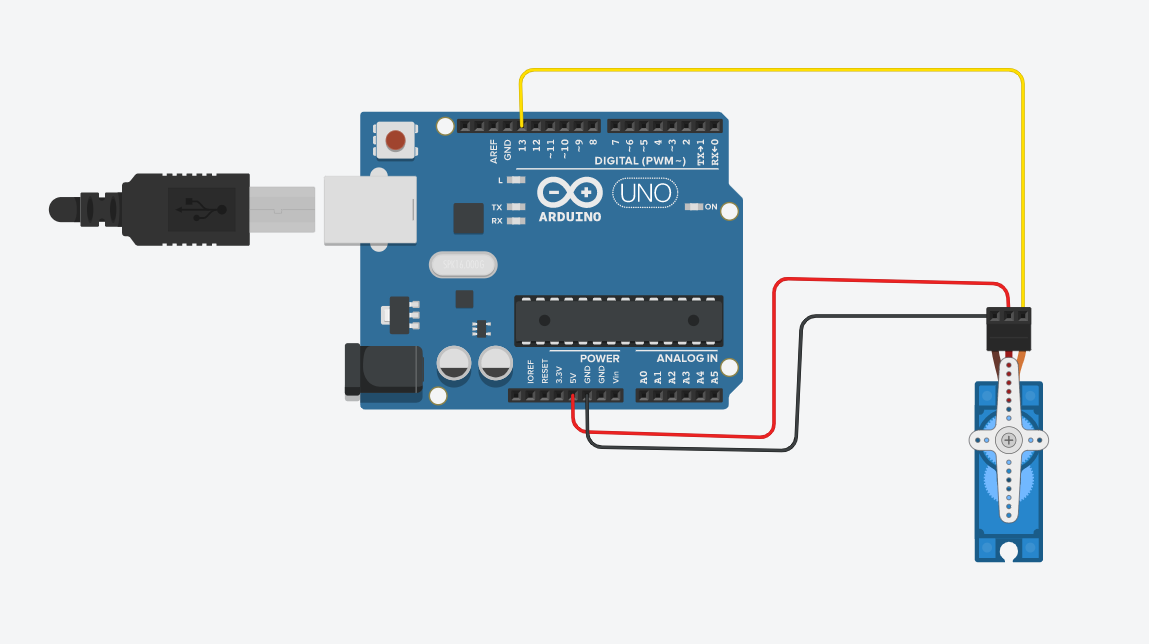 AREF
GND
13
12
~11
~10
~9
8
7
~6
~5
4
~3
2
TX→1
RX←0
DIGITAL (PWM~)
L
TX
RX
UNO
ON
ARDUINO
POWER
ANALOG IN
IOREF
RESET
3.3V
5V
GND
GND
Vin
A0
A1
A2
A3
A4
A5